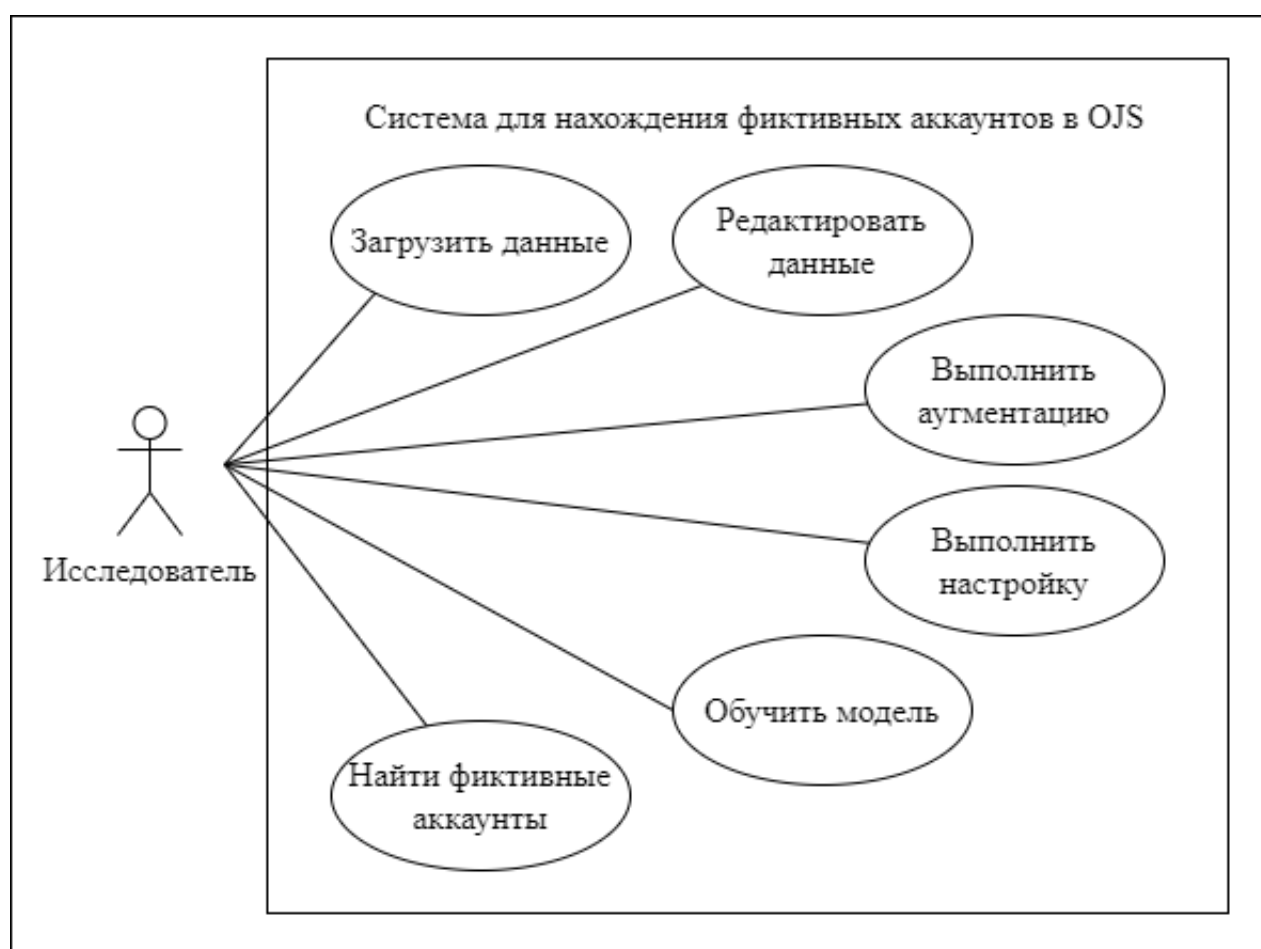 Система для нахождения фиктивных аккаунтов в OJS
Загрузить данные
Редактировать
данные
Выполнить
аугментацию
Исследователь
Выполнить
настройку
Обучить модель
Найти фиктивные
аккаунты